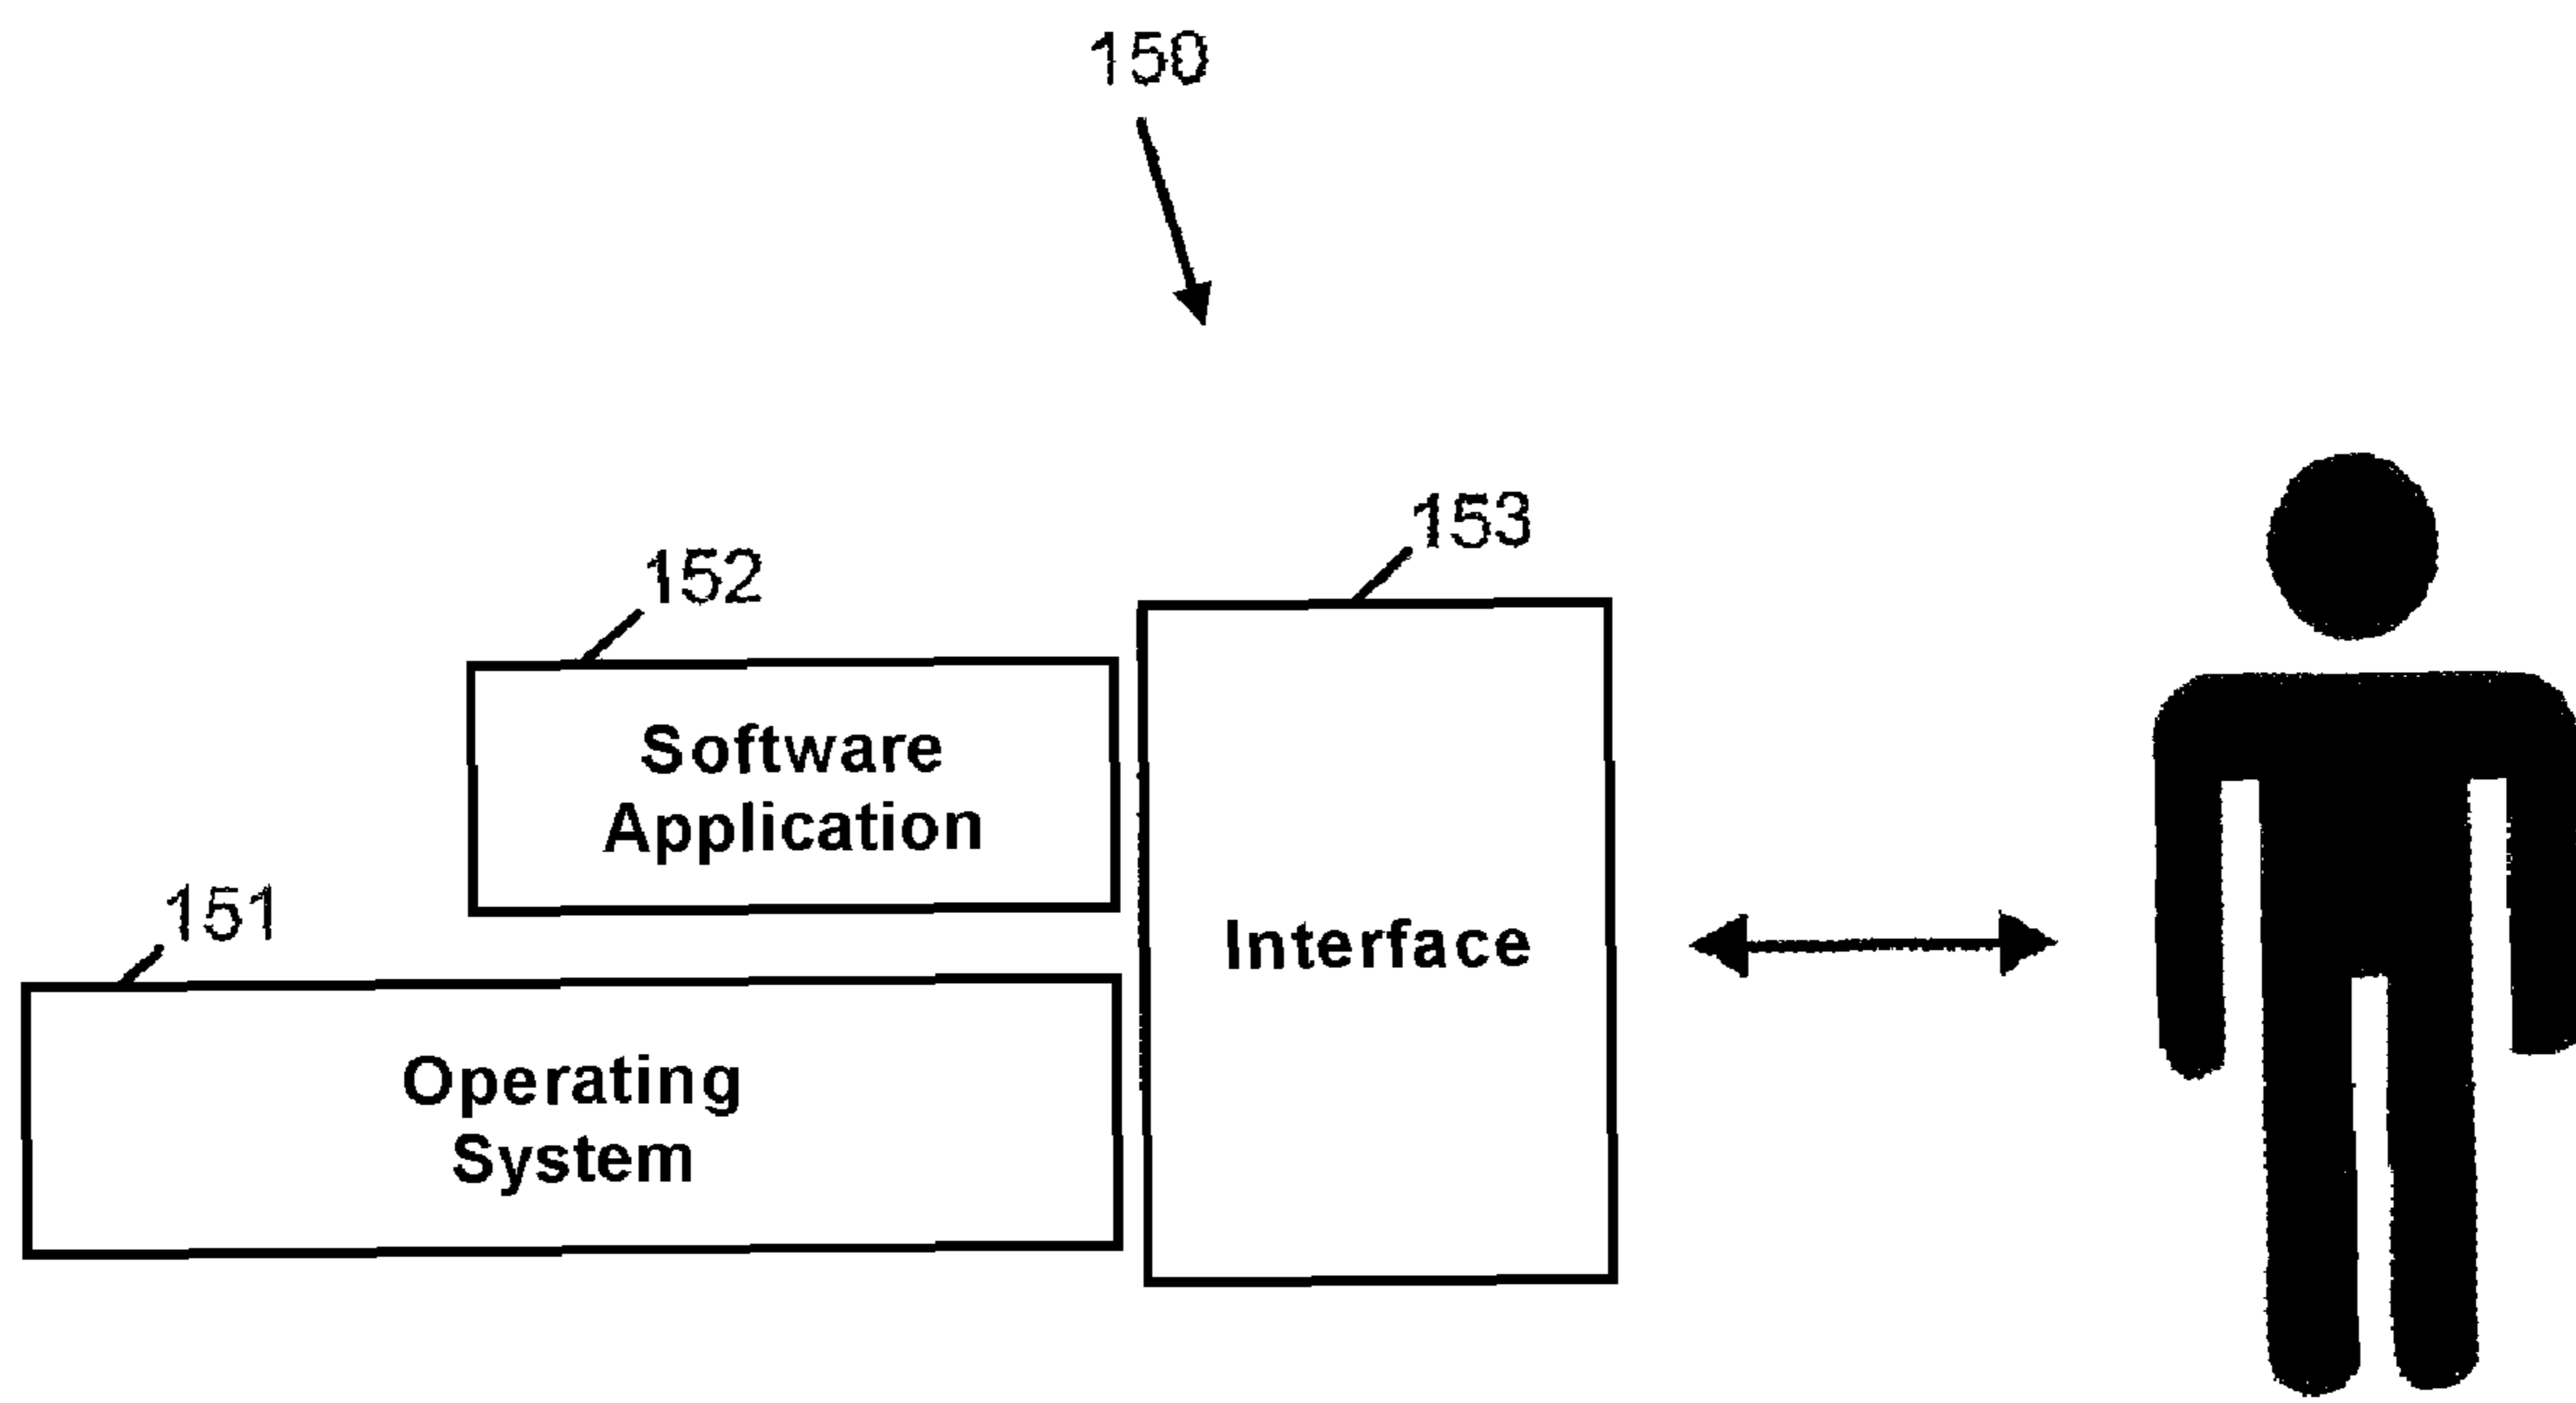 150
153
152
Software
Application
Interface
151
Operating
System